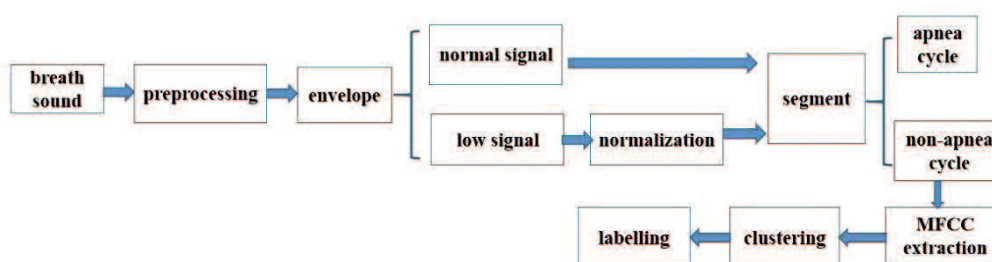 breath
sound
preprocessing
envelope
normal signal
low signal
normalization
segment
apnea
cycle
non-apnea
cycle
MFCC
extraction
clustering
labelling